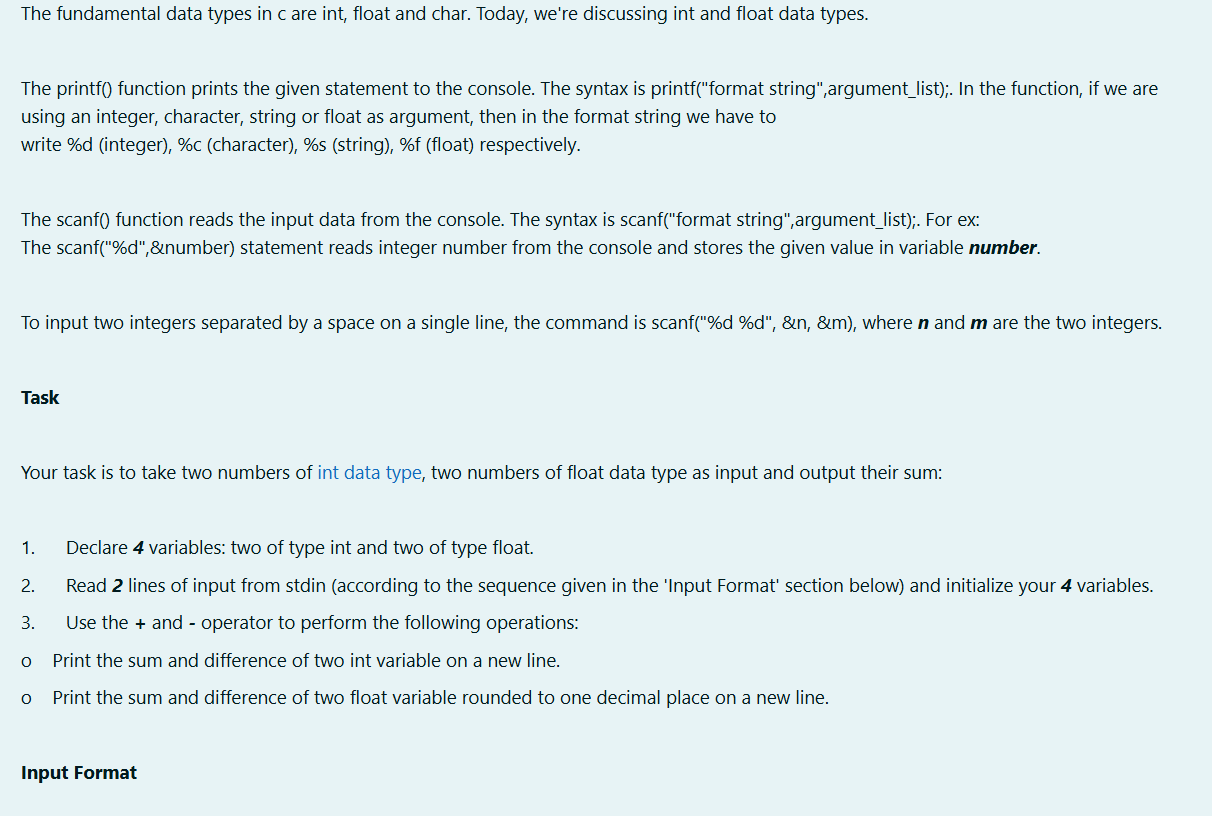 The fundamental data types in c are int, float and char. Today, we're discussing int and float data types.
The printf() function prints the given statement to the console. The syntax is printf("format string",argument_list);. In the function, if we are
using an integer, character, string or float as argument, then in the format string we have to
write %d (integer), %c (character), %s (string), %f (float) respectively.
The scanf() function reads the input data from the console. The syntax is scanf("format string",argument_list);. For ex:
The scanf("%d",&number) statement reads integer number from the console and stores the given value in variable number.
To input two integers separated by a space on a single line, the command is scanf("%d %d", &n, &m), where n and m are the two integers.
Task
Your task is to take two numbers of int data type, two numbers of float data type as input and output their sum:
1. Declare 4 variables: two of type int and two of type float.
2. Read 2 lines of input from stdin (according to the sequence given in the 'Input Format' section below) and initialize your 4 variables.
3. Use the + and - operator to perform the following operations:
o Print the sum and difference of two int variable on a new line.
o Print the sum and difference of two float variable rounded to one decimal place on a new line.
Input Format